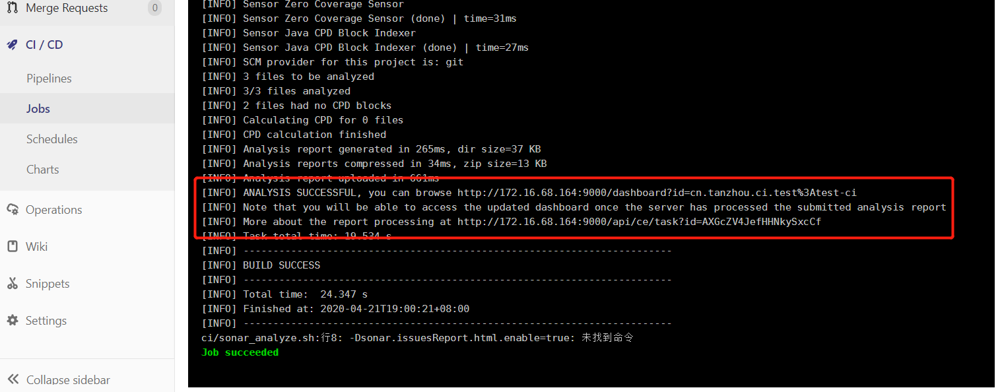 Merge Requests 0
CI / CD
Pipelines
Jobs
Schedules
Charts
Operations
Wiki
Snippets
Settings
Collapse sidebar
[INFO] Sensor Zero Coverage Sensor
[INFO] Sensor Zero Coverage Sensor (done) | time=31ms
[INFO] Sensor Java CPD Block Indexer
[INFO] Sensor Java CPD Block Indexer (done) | time=27ms
[INFO] SCM provider for this project is: git
[INFO] 3 files to be analyzed
[INFO] 3/3 files analyzed
[INFO] 2 files had no CPD blocks
[INFO] Calculating CPD for 0 files
[INFO] CPD calculation finished
[INFO] Analysis report generated in 265ms, dir size=37 KB
[INFO] Analysis reports compressed in 34ms, zip size=13 KB
[INFO] Analysis report uploaded in 661ms
[INFO] ANALYSIS SUCCESSFUL, you can browse http://172.16.68.164:9000/dashboard?id=cn.tanzhou.ci.test%3Atest-ci
[INFO] Note that you will be able to access the updated dashboard once the server has processed the submitted analysis report
[INFO] More about the report processing at http://172.16.68.164:9000/api/ce/task?id=AXGcZV4JefHHNkySxcCf
[INFO] Task total time: 19.534 s
[INFO] ------------------------------------------------------------------------
[INFO] BUILD SUCCESS
[INFO] ------------------------------------------------------------------------
[INFO] Total time:  24.347 s
[INFO] Finished at: 2020-04-21T19:00:21+08:00
[INFO] ------------------------------------------------------------------------
ci/sonar_analyze.sh:行8: -Dsonar.issuesReport.html.enable=true: 未找到命令
Job succeeded